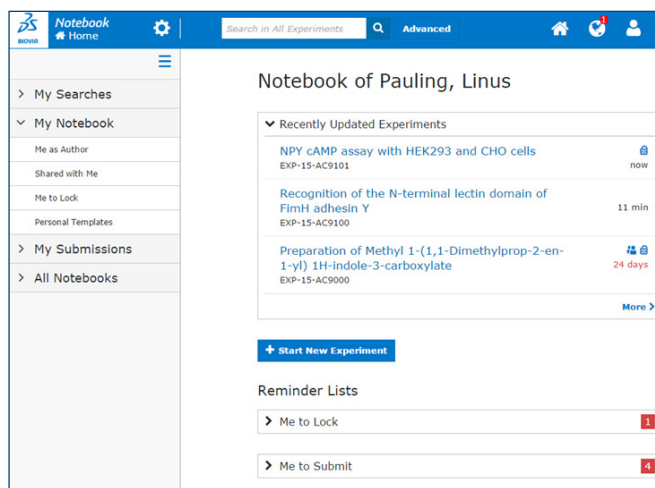 3DS
BIOVIA
Notebook
Home
Search in All Experiments
Advanced
1
My Searches
My Notebook
Me as Author
Shared with Me
Me to Lock
Personal Templates
My Submissions
All Notebooks
Notebook of Pauling, Linus
Recently Updated Experiments
NPY cAMP assay with HEK293 and CHO cells
EXP-15-AC9101
now
Recognition of the N-terminal lectin domain of
FimH adhesin Y
EXP-15-AC9100
11 min
Preparation of Methyl 1-(1,1-Dimethylprop-2-en-
1-yl) 1H-indole-3-carboxylate
EXP-15-AC9000
24 days
More >
+ Start New Experiment
Reminder Lists
Me to Lock
1
Me to Submit
4